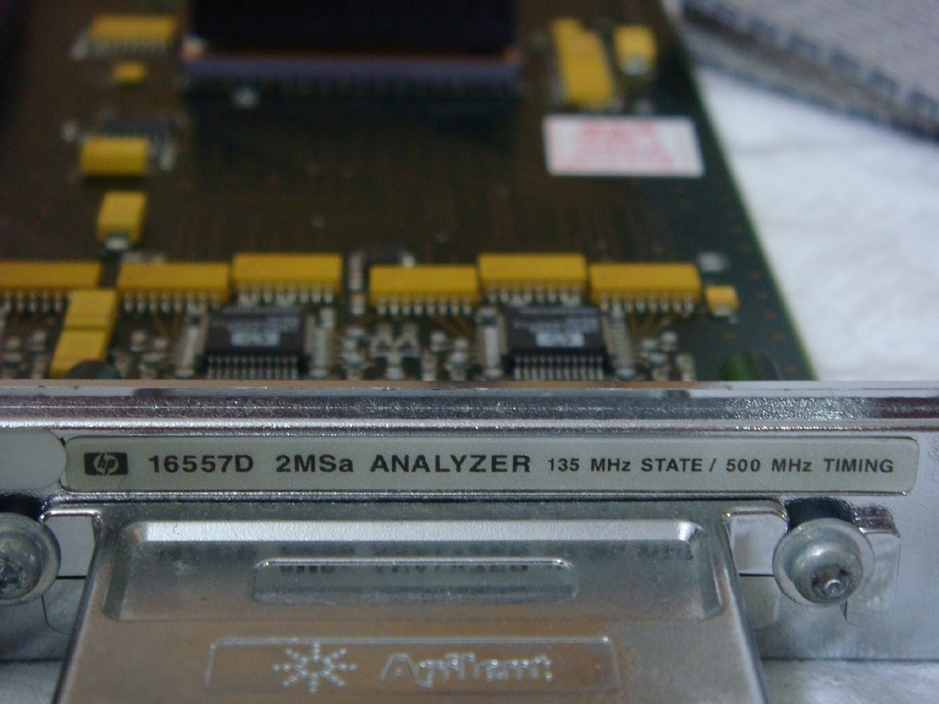 hp 16557D 2MSa ANALYZER 135 MHz STATE / 500 MHz TIMING
Agilent